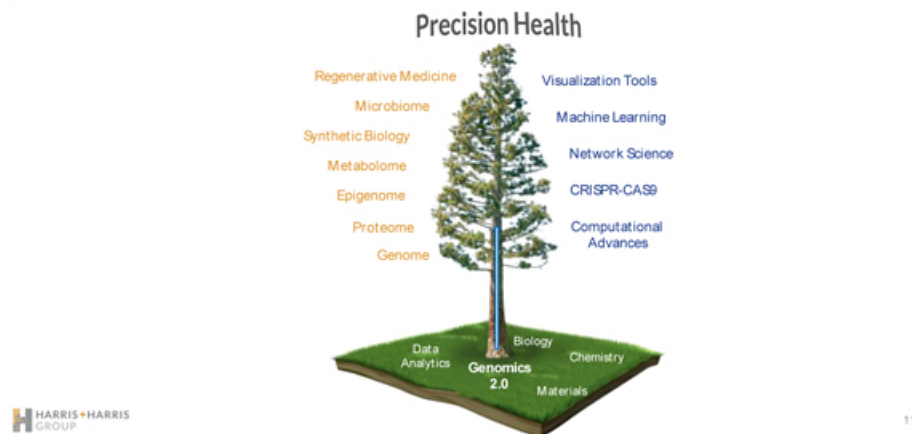 Precision Health
Regenerative Medicine
Microbiome
Synthetic Biology
Metabolome
Epigenome
Proteome
Genome
Visualization Tools
Machine Learning
Network Science
CRISPR-CAS9
Computational
Advances
Data
Analytics
Biology
Chemistry
Genomics
2.0
Materials
HARRIS+HARRIS
GROUP